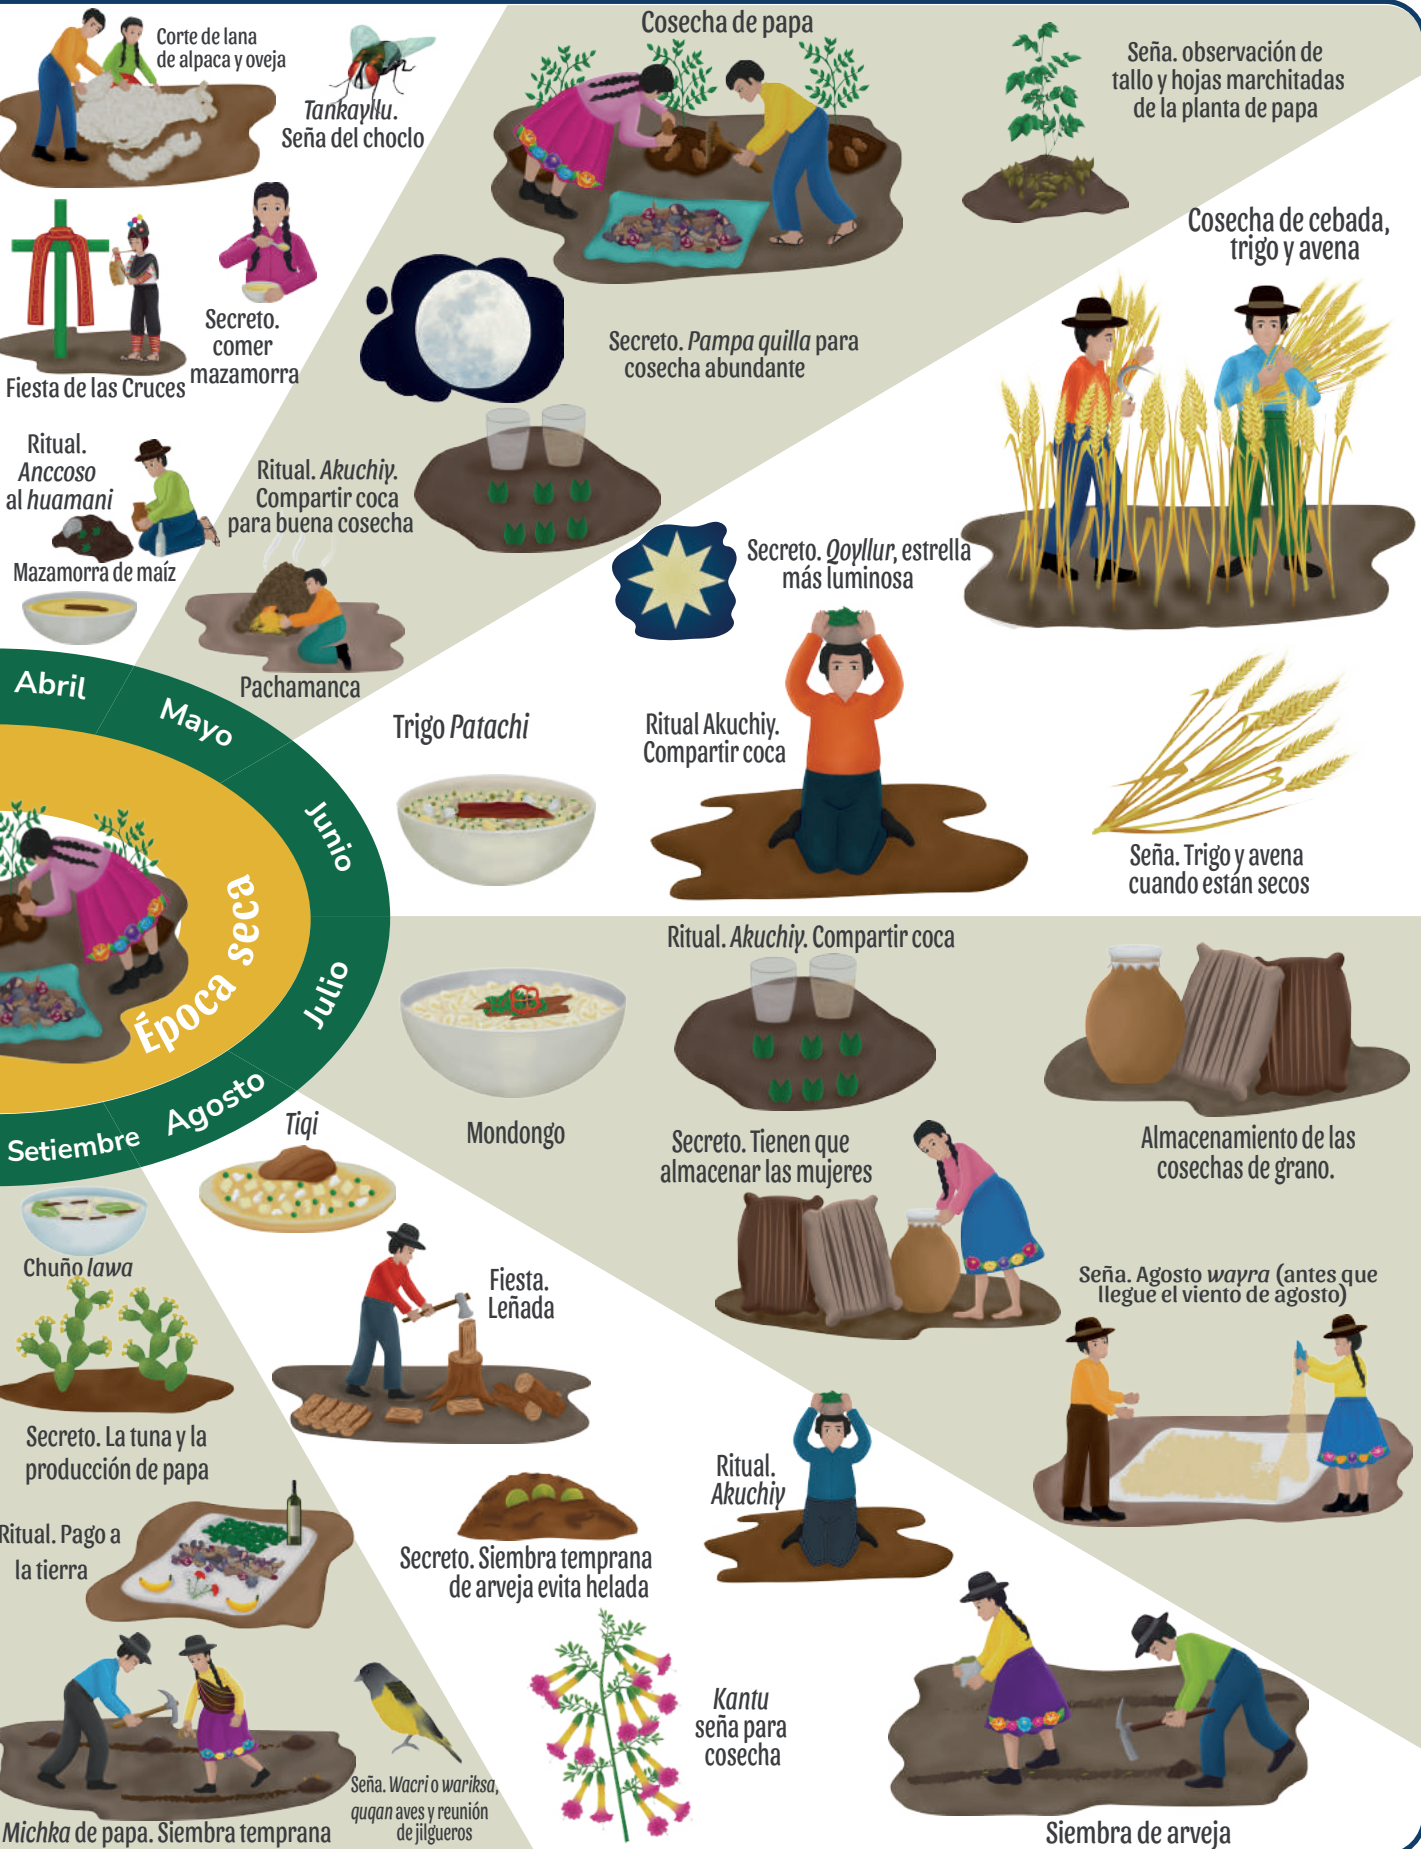 Corte de lana
de alpaca y oveja
Tankayllu.
Seña del choclo
Fiesta de las Cruces
Secreto.
comer
mazamorra
Ritual.
Anccoso
al huamani
Mazamorra de maíz
Cosecha de papa
Seña. observación de
tallo y hojas marchitadas
de la planta de papa
Secreto. Pampa quilla para
cosecha abundante
Ritual. Akuchiy.
Compartir coca
para buena cosecha
Pachamanca
Cosecha de cebada,
trigo y avena
Secreto. Qoyllur, estrella
más luminosa
Trigo Patachi
Ritual Akuchiy.
Compartir coca
Seña. Trigo y avena
cuando están secos
Abril
Mayo
Junio
Julio
Agosto
Setiembre
Época seca
Ritual. Akuchiy. Compartir coca
Mondongo
Secreto. Tienen que
almacenar las mujeres
Almacenamiento de las
cosechas de grano.
Seña. Agosto wayra (antes que
llegue el viento de agosto)
Tiqi
Fiesta.
Leñada
Secreto. Siembra temprana
de arveja evita helada
Ritual.
Akuchiy
Kantu
seña para
cosecha
Siembra de arveja
Chuño lawa
Secreto. La tuna y la
producción de papa
Ritual. Pago a
la tierra
Seña. Wacri o wariksa,
quqan aves y reunión
de jilgueros
Michka de papa. Siembra temprana